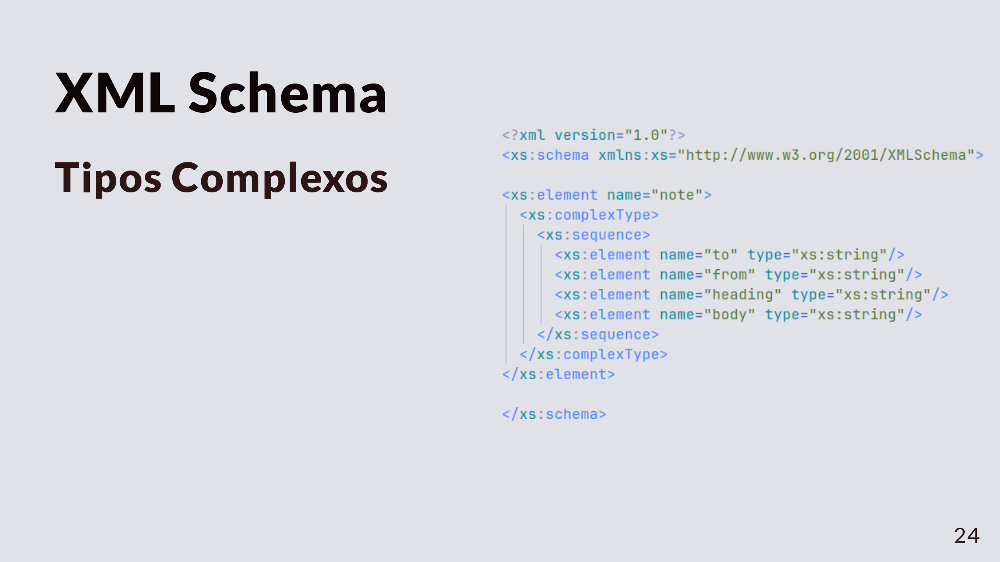 XML Schema
Tipos Complexos
<?xml version="1.0"?>
<xs:schema xmlns:xs="http://www.w3.org/2001/XMLSchema">
<xs:element name="note">
<xs:complexType>
<xs:sequence>
<xs:element name="to" type="xs:string"/>
<xs:element name="from" type="xs:string"/>
<xs:element name="heading" type="xs:string"/>
<xs:element name="body" type="xs:string"/>
</xs:sequence>
</xs:complexType>
</xs:element>
</xs:schema>
24